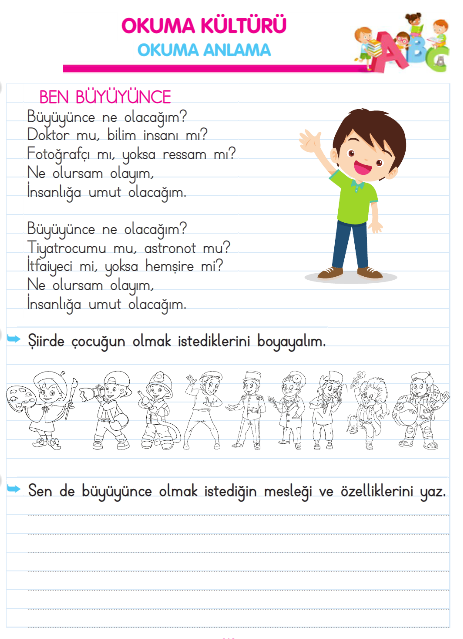 OKUMA KÜLTÜRÜ
OKUMA ANLAMA
ABC
BEN BÜYÜYÜNCE
Büyüyünce ne olacağım?
Doktor mu, bilim insanı mı?
Fotoğrafçı mı, yoksa ressam mı?
Ne olursam olayım,
İnsanlığa umut olacağım.
Büyüyünce ne olacağım?
Tiyatrocumu mu, astronot mu?
İtfaiyeci mi, yoksa hemşire mi?
Ne olursam olayım,
İnsanlığa umut olacağım.
Şiirde çocuğun olmak istediklerini boyayalım.
Sen de büyüyünce olmak istediğin mesleği ve özelliklerini yaz.